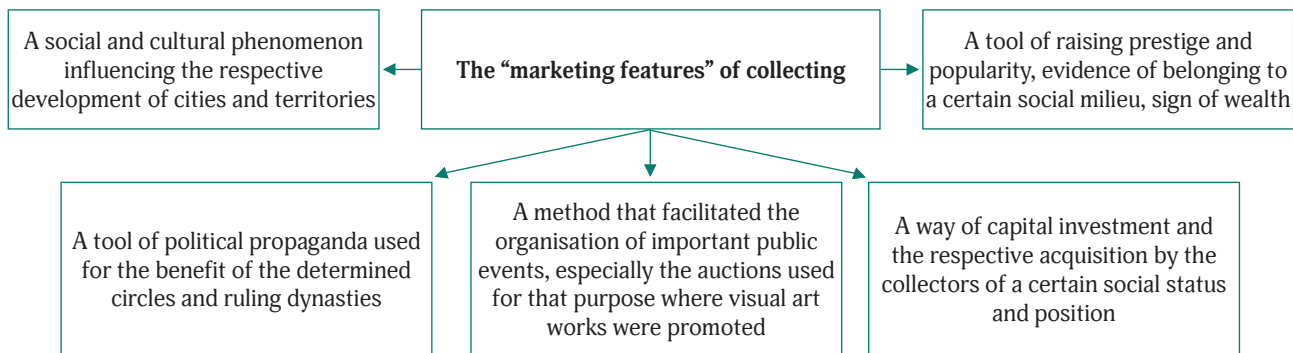 A social and cultural phenomenon
influencing the respective
development of cities and territories
The “marketing features” of collecting
A tool of raising prestige and
popularity, evidence of belonging to
a certain social milieu, sign of wealth
A tool of political propaganda used
for the benefit of the determined
circles and ruling dynasties
A method that facilitated the
organisation of important public
events, especially the auctions used
for that purpose where visual art
works were promoted
A way of capital investment and
the respective acquisition by the
collectors of a certain social status
and position